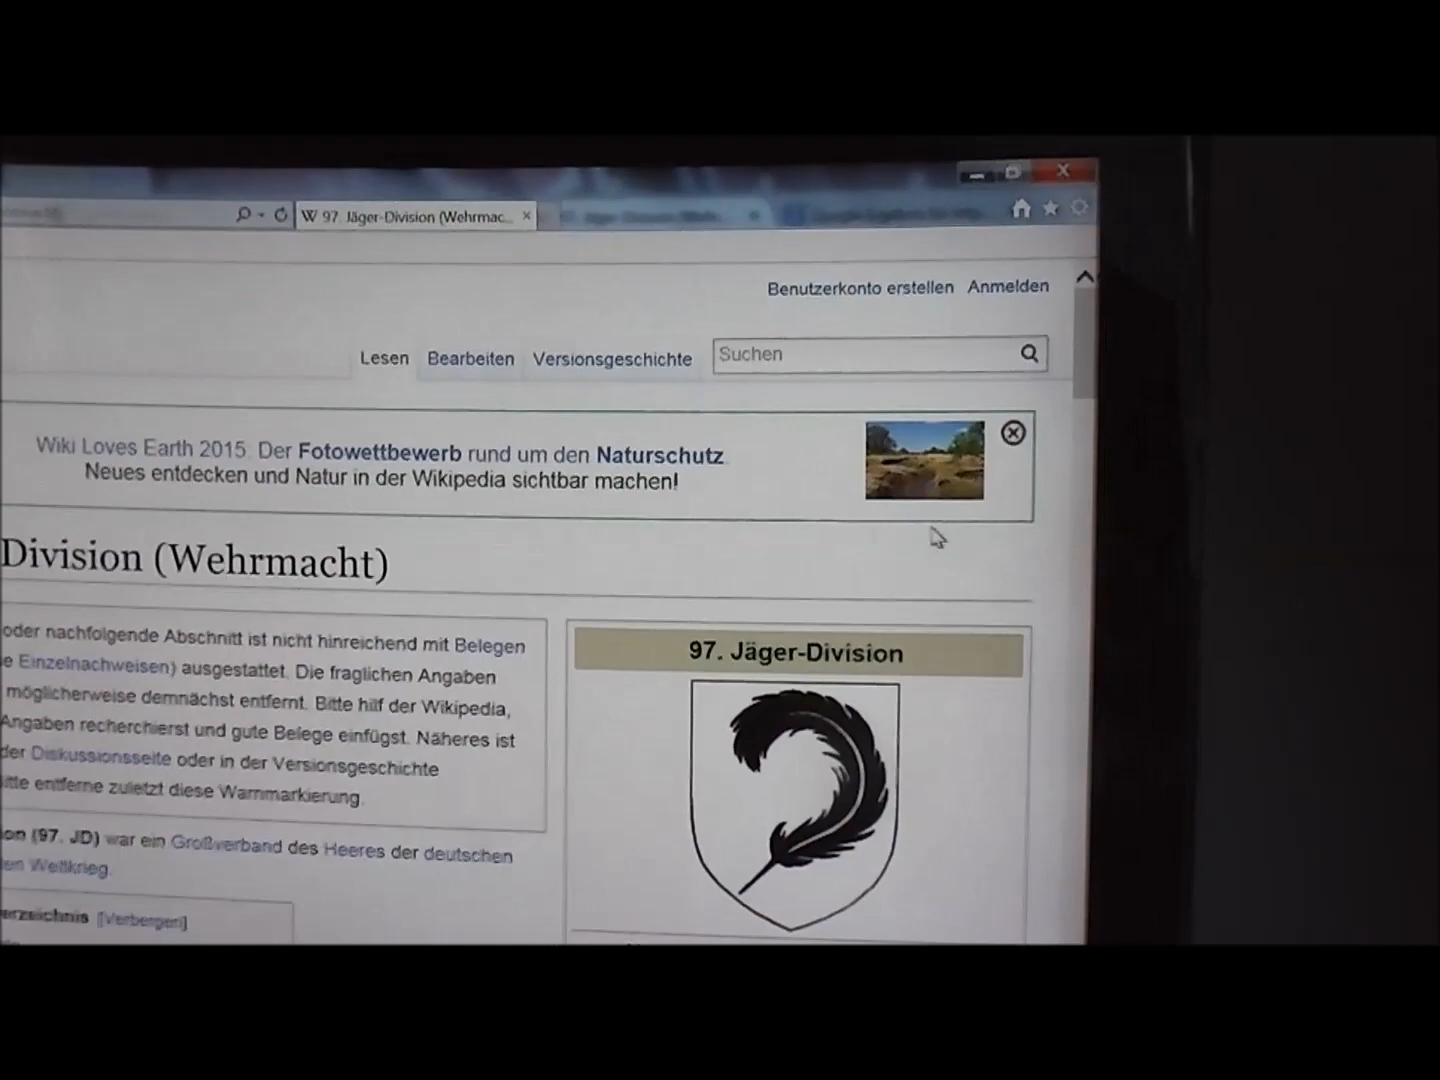 W 97. Jäger-Division (Wehrmac...
Benutzerkonto erstellen Anmelden
Lesen Bearbeiten Versionsgeschichte Suchen
Wiki Loves Earth 2015. Der Fotowettbewerb rund um den Naturschutz.
Neues entdecken und Natur in der Wikipedia sichtbar machen!
Division (Wehrmacht)
oder nachfolgende Abschnitt ist nicht hinreichend mit Belegen
e Einzelnachweisen) ausgestattet. Die fraglichen Angaben
möglicherweise demnächst entfernt. Bitte hilf der Wikipedia,
Angaben recherchierst und gute Belege einfügst. Näheres ist
der Diskussionsseite oder in der Versionsgeschichte
itte entferne zuletzt diese Warnmarkierung.
97. Jäger-Division
ion (97. JD) war ein Großverband des Heeres der deutschen
en Weltkrieg.
erzeichnis [Verbergen]